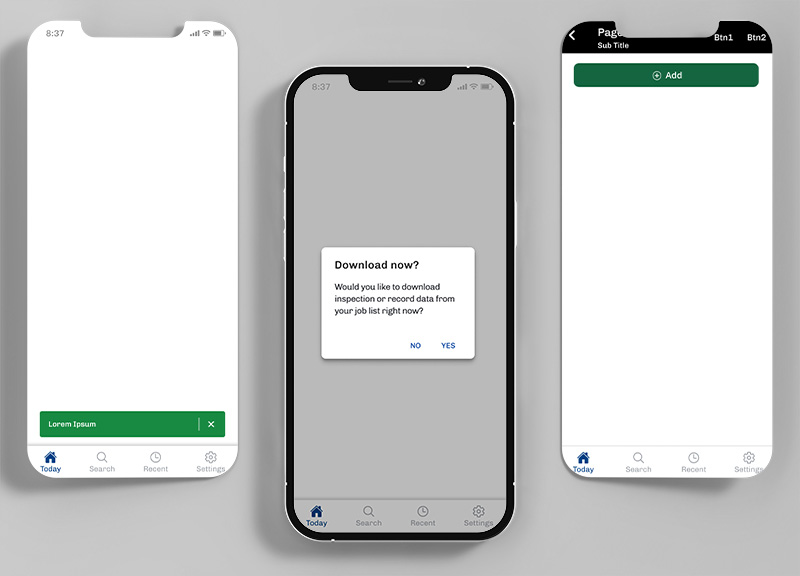 8:37
Lorem Ipsum
Today
Search
Recent
Settings
8:37
Download now?
Would you like to download
inspection or record data from
your job list right now?
NO
YES
Today
Search
Recent
Settings
Sub Title
Btn1
Btn2
Add
Today
Search
Recent
Settings